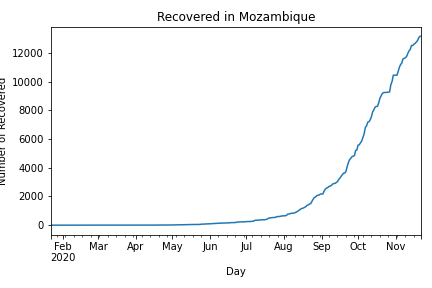 Recovered in Mozambique
Number of Recovered
12000
10000
8000
6000
4000
2000
0
Feb Mar Apr May Jun Jul Aug Sep Oct Nov
2020
Day